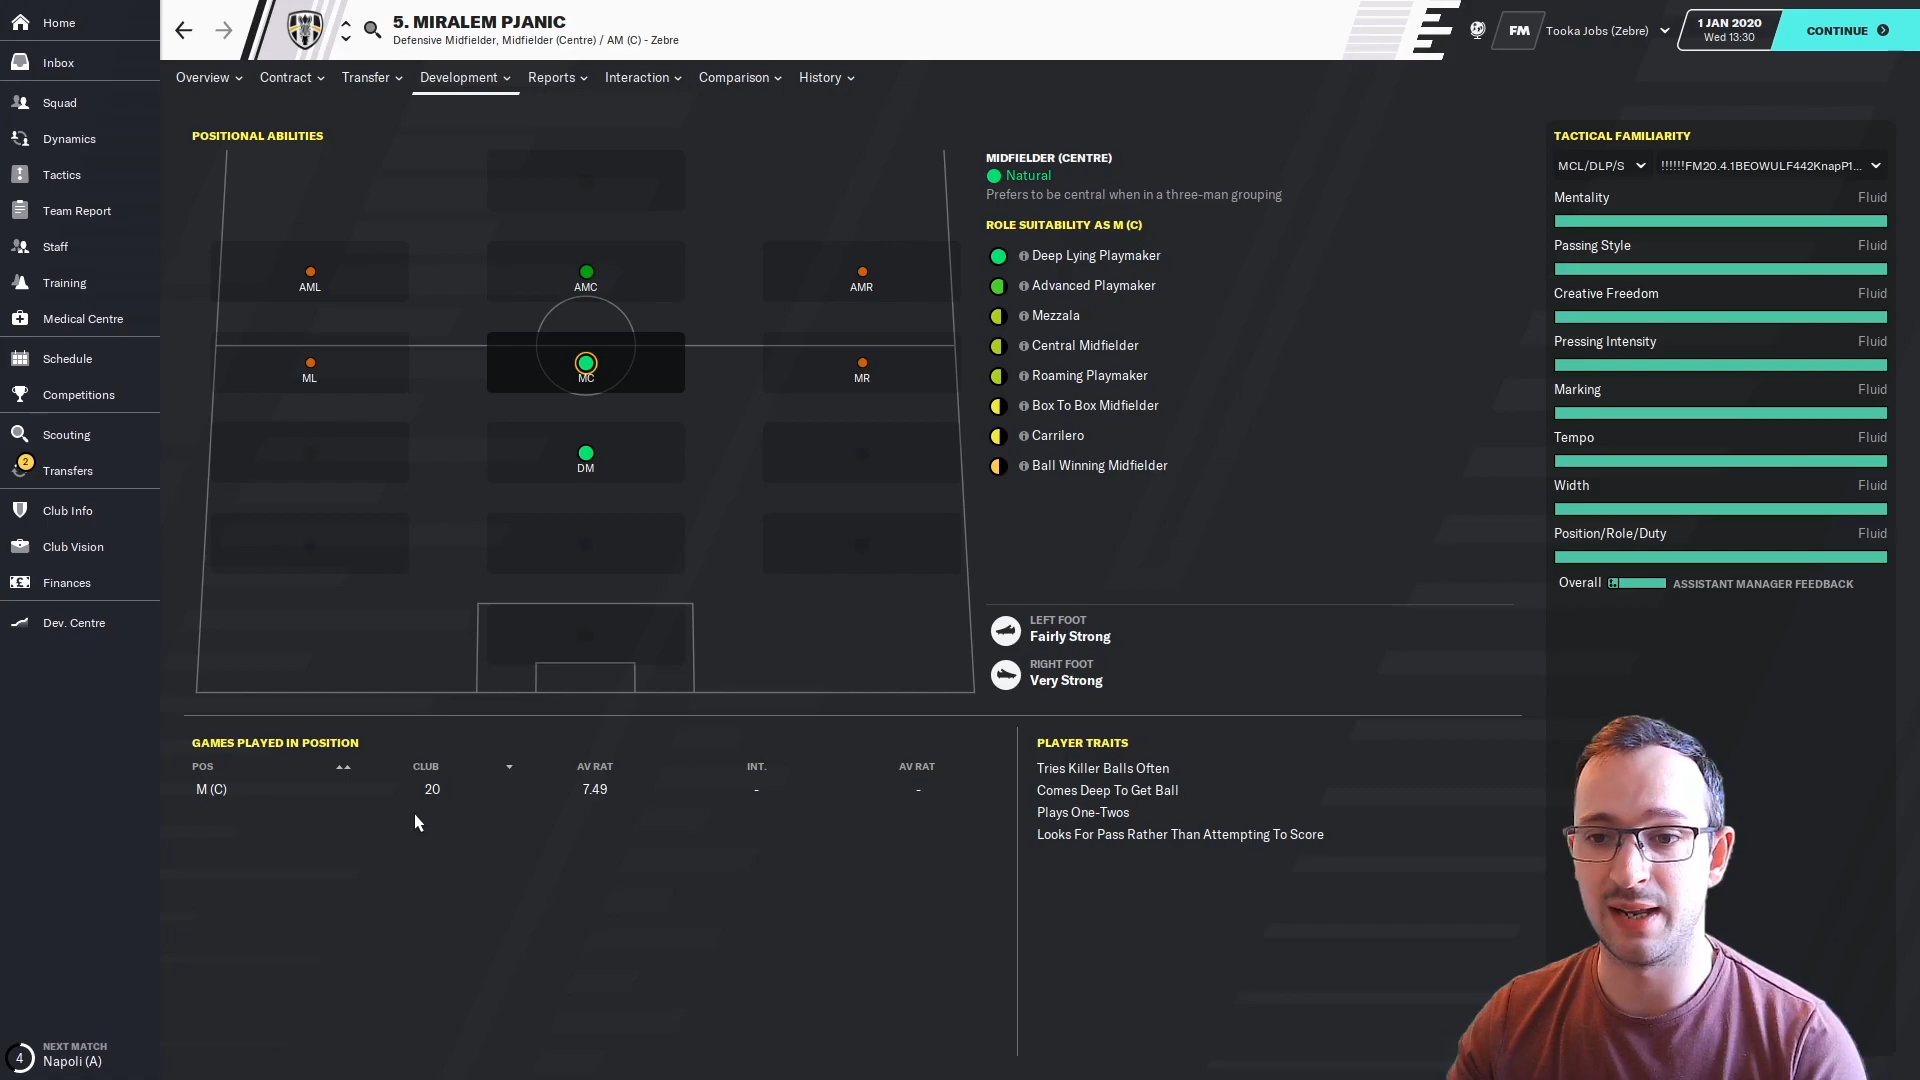 Home
Inbox
Squad
Dynamics
Tactics
Team Report
Staff
Training
Medical Centre
Schedule
Competitions
Scouting
2
Transfers
Club Info
Club Vision
Finances
Dev. Centre
4
NEXT MATCH
Napoli (A)
5. MIRALEM PJANIC
Defensive Midfielder, Midfielder (Centre) / AM (C) - Zebre
FM
Tooka Jobs (Zebre)
1 JAN 2020
Wed 13:30
CONTINUE
Overview Contract Transfer Development Reports Interaction Comparison History
POSITIONAL ABILITIES
AML AMC AMR
ML MC MR
DM
MIDFIELDER (CENTRE)
Natural
Prefers to be central when in a three-man grouping
ROLE SUITABILITY AS M (C)
Deep Lying Playmaker
Advanced Playmaker
Mezzala
Central Midfielder
Roaming Playmaker
Box To Box Midfielder
Carrilero
Ball Winning Midfielder
LEFT FOOT
Fairly Strong
RIGHT FOOT
Very Strong
TACTICAL FAMILIARITY
MCL/DLP/S !!!!!!FM20.4.1BEOWULF442KnapP1...
Mentality Fluid
Passing Style Fluid
Creative Freedom Fluid
Pressing Intensity Fluid
Marking Fluid
Tempo Fluid
Width Fluid
Position/Role/Duty Fluid
Overall ASSISTANT MANAGER FEEDBACK
GAMES PLAYED IN POSITION
POS CLUB AV RAT INT. AV RAT
M (C) 20 7.49 - -
PLAYER TRAITS
Tries Killer Balls Often
Comes Deep To Get Ball
Plays One-Twos
Looks For Pass Rather Than Attempting To Score